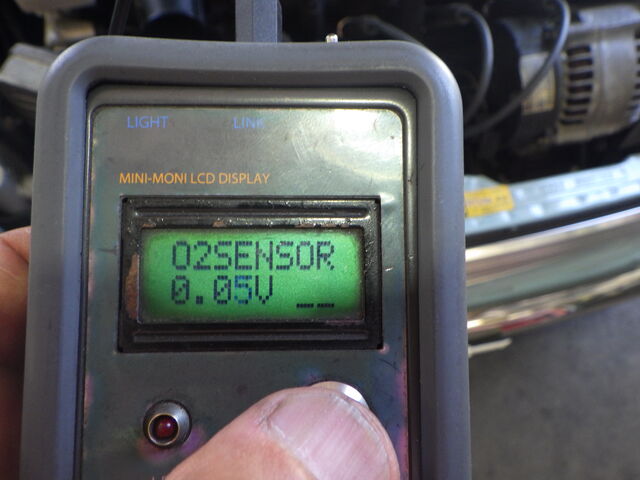 LIGHT LINK
MINI-MONI LCD DISPLAY
O2SENSOR
0.05V __